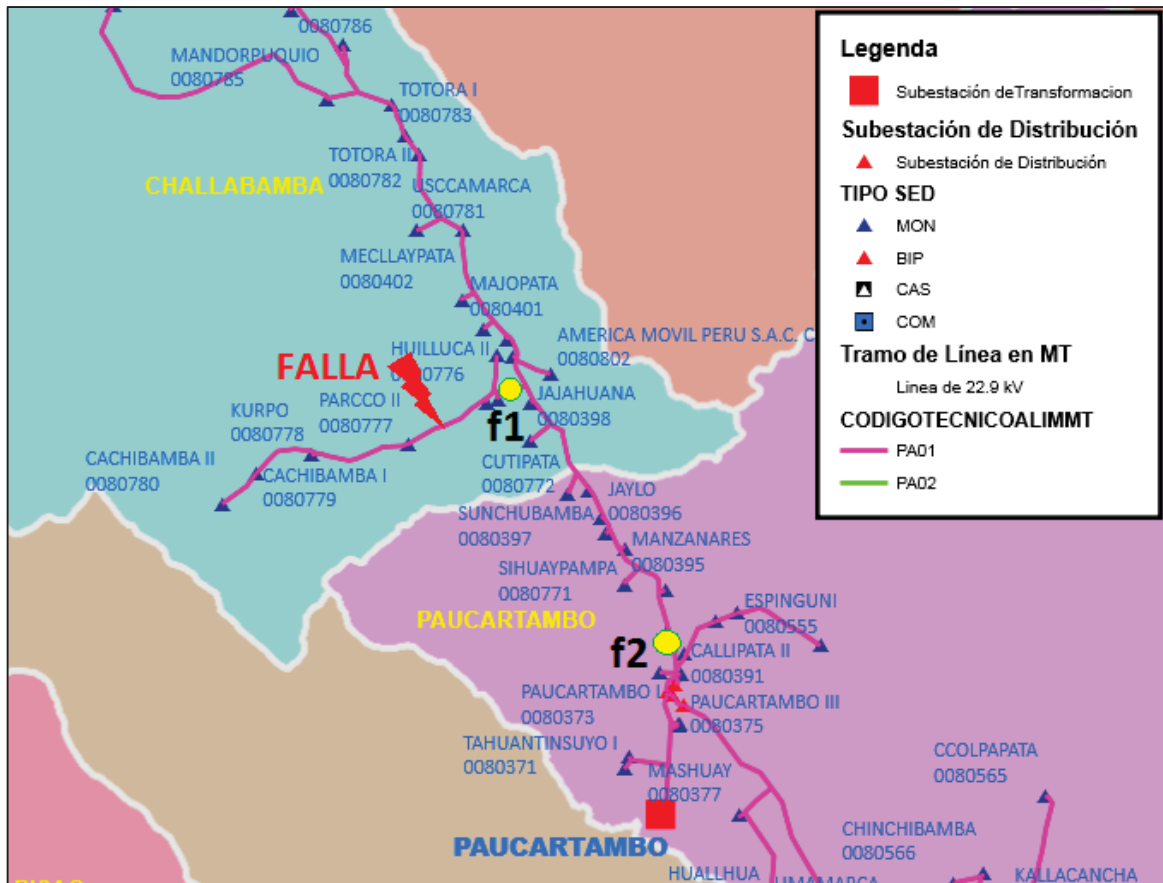 0080786
MANDORPUQUIO
0080785
TOTORA I
0080783
TOTORA II
0080782
CHALLABAMBA
USCCAMARCA
0080781
MECLLAYPATA
0080402
MAJOPATA
0080401
AMERICA MOVIL PERU S.A.C. C
0080802
HUILLUCA II
0080776
FALLA
PARCCO II
0080777
f1
JAJAHUANA
0080398
KURPO
0080778
CACHIBAMBA II
0080780
CACHIBAMBA I
0080779
CUTIPATA
0080772
JAYLO
0080396
SUNCHUBAMBA
0080397
MANZANARES
0080395
SIHUAYPAMPA
0080771
PAUCARTAMBO
ESPINGUNI
0080555
f2
CALLIPATA II
0080391
PAUCARTAMBO I
0080373
PAUCARTAMBO III
0080375
TAHUANTINSUYO I
0080371
MASHUAY
0080377
CCOLPAPATA
0080565
PAUCARTAMBO
CHINCHIBAMBA
0080566
HUALLHUA
UMAMARCA
KALLACANCHA
Legenda
Subestación deTransformacion
Subestación de Distribución
Subestación de Distribución
TIPO SED
MON
BIP
CAS
COM
Tramo de Línea en MT
Linea de 22.9 kV
CODIGOTECNICOALIMMT
PA01
PA02